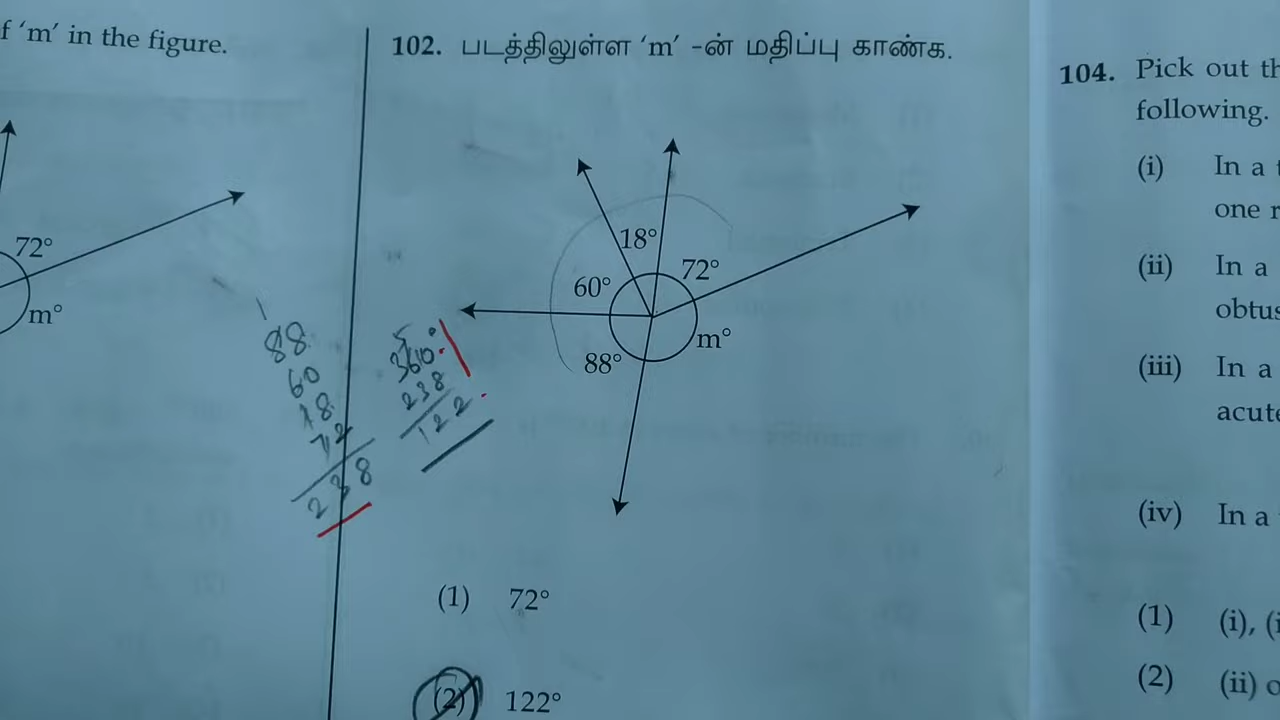 f ‘m’ in the figure.
72°
m°
102. படத்திலுள்ள ‘m’ -ன் மதிப்பு காண்க.
18°
72°
60°
m°
88°
88
60
18
72
238
5
360°
238
122
(1) 72°
(2) 122°
104. Pick out th
following.
(i) In a t
one r
(ii) In a
obtus
(iii) In a
acute
(iv) In a
(1) (i), (i
(2) (ii) o